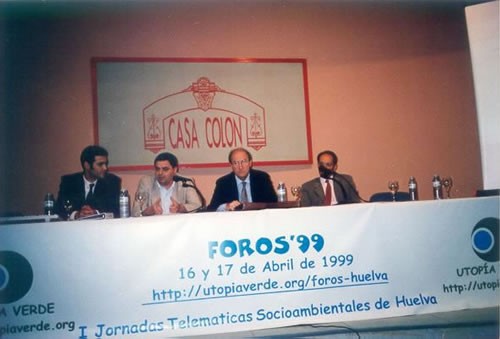 CASA COLON
FOROS'99
16 y 17 de Abril de 1999
http://utopiaverde.org/foros-huelva
I Jornadas Telematicas Socioambientales de Huelva
A VERDE
piaverde.org
UTOPÍA
http://uto